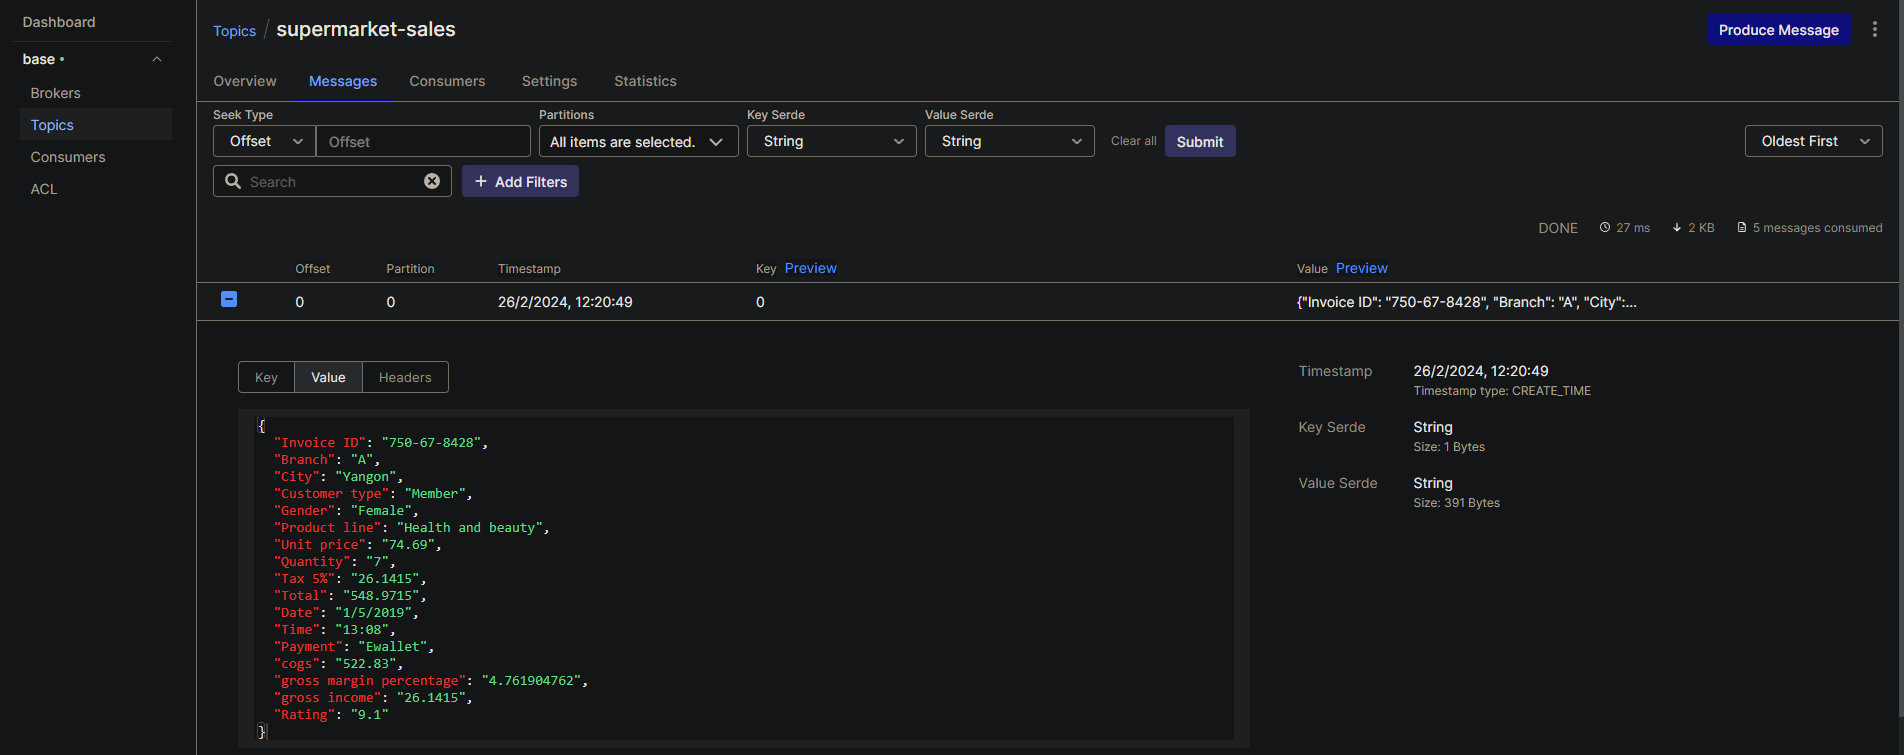 Dashboard
base
Brokers
Topics
Consumers
ACL
Topics / supermarket-sales
Produce Message
Overview Messages Consumers Settings Statistics
Seek Type Partitions Key Serde Value Serde
Offset Offset All items are selected. String String Clear all Submit Oldest First
Search + Add Filters
DONE 27 ms 2 KB 5 messages consumed
Offset Partition Timestamp Key Preview Value Preview
0 0 26/2/2024, 12:20:49 0 {"Invoice ID": "750-67-8428", "Branch": "A", "City":...
Key Value Headers
{
"Invoice ID": "750-67-8428",
"Branch": "A",
"City": "Yangon",
"Customer type": "Member",
"Gender": "Female",
"Product line": "Health and beauty",
"Unit price": "74.69",
"Quantity": "7",
"Tax 5%": "26.1415",
"Total": "548.9715",
"Date": "1/5/2019",
"Time": "13:08",
"Payment": "Ewallet",
"cogs": "522.83",
"gross margin percentage": "4.761904762",
"gross income": "26.1415",
"Rating": "9.1"
}
Timestamp 26/2/2024, 12:20:49
Timestamp type: CREATE_TIME
Key Serde String
Size: 1 Bytes
Value Serde String
Size: 391 Bytes